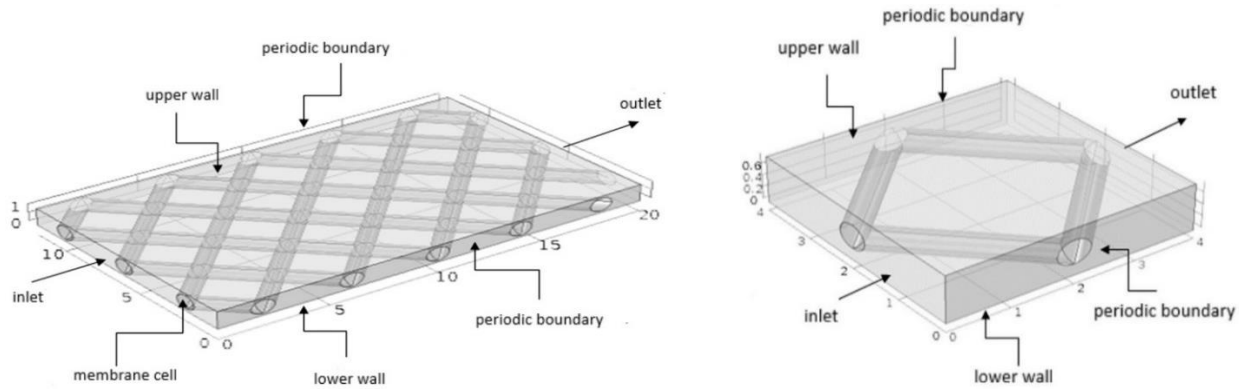 periodic boundary
upper wall
outlet
1
0
10
5
0
0
5
10
15
20
inlet
membrane cell
lower wall
periodic boundary
periodic boundary
upper wall
outlet
0.6
0.4
0.2
0
4
3
2
1
0
0
1
2
3
4
inlet
periodic boundary
lower wall